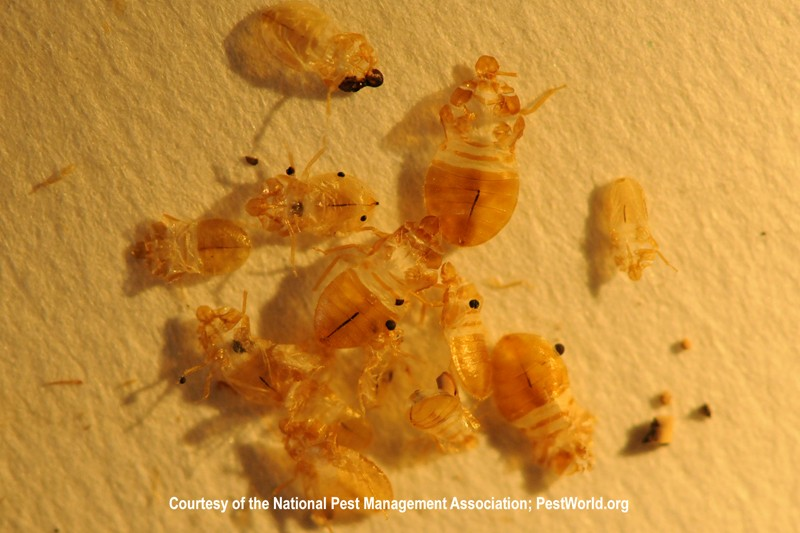 Courtesy of the National Pest Management Association; PestWorld.org